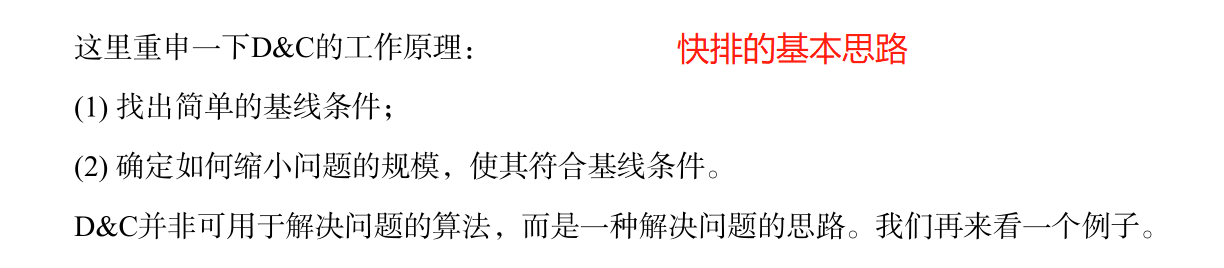 这里重申一下D&C的工作原理：
快排的基本思路
(1) 找出简单的基线条件；
(2) 确定如何缩小问题的规模，使其符合基线条件。
D&C并非可用于解决问题的算法，而是一种解决问题的思路。我们再来看一个例子。